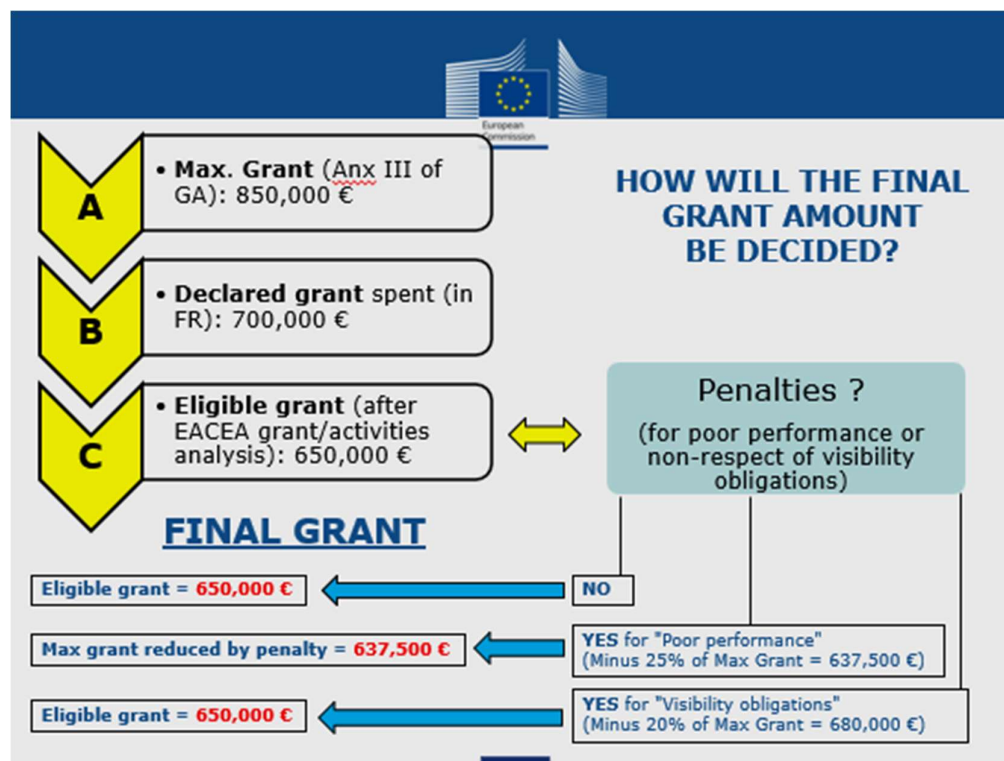 European
Commission
A
• Max. Grant (Anx III of
GA): 850,000 €
HOW WILL THE FINAL
GRANT AMOUNT
BE DECIDED?
B
• Declared grant spent (in
FR): 700,000 €
C
• Eligible grant (after
EACEA grant/activities
analysis): 650,000 €
Penalties ?
(for poor performance or
non-respect of visibility
obligations)
FINAL GRANT
Eligible grant = 650,000 €
NO
Max grant reduced by penalty = 637,500 €
YES for "Poor performance"
(Minus 25% of Max Grant = 637,500 €)
Eligible grant = 650,000 €
YES for "Visibility obligations"
(Minus 20% of Max Grant = 680,000 €)